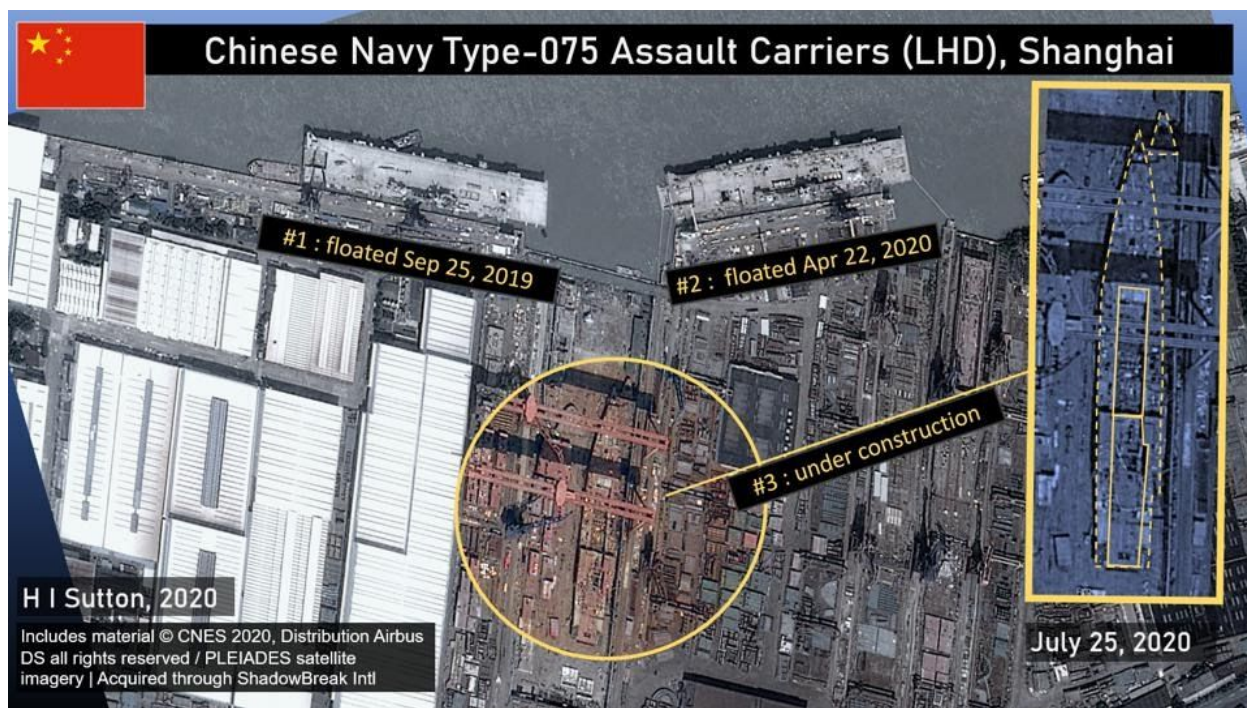 Chinese Navy Type-075 Assault Carriers (LHD), Shanghai
#1 : floated Sep 25, 2019
#2 : floated Apr 22, 2020
#3 : under construction
H I Sutton, 2020
Includes material © CNES 2020, Distribution Airbus
DS all rights reserved / PLEIADES satellite
imagery | Acquired through ShadowBreak Intl
July 25, 2020